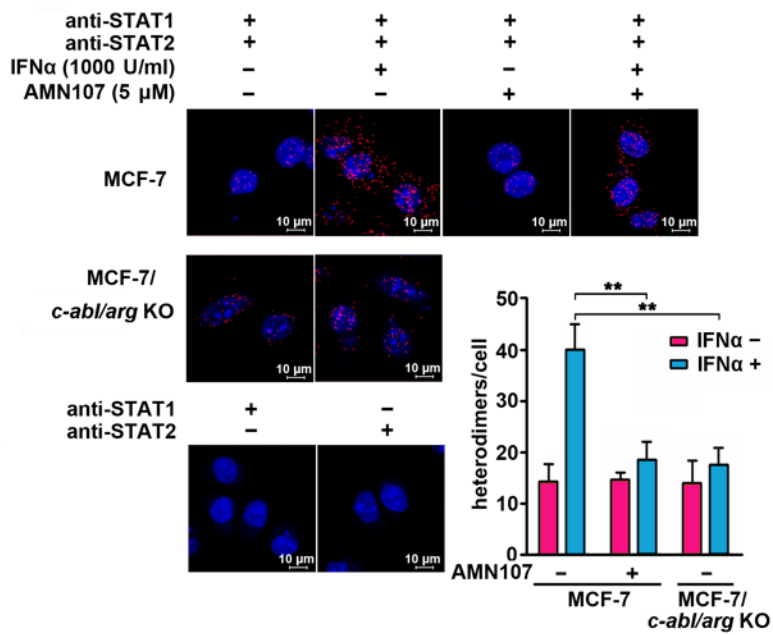 anti-STAT1 + + + +
anti-STAT2 + + + +
IFNα (1000 U/ml) − + − +
AMN107 (5 μM) − − + +
MCF-7
10 μm 10 μm 10 μm 10 μm
MCF-7/
c-abl/arg KO
10 μm 10 μm
anti-STAT1 + −
anti-STAT2 − +
10 μm 10 μm
heterodimers/cell
50
40
30
20
10
0
** 
**
IFNα −
IFNα +
AMN107 − + −
MCF-7 MCF-7/
c-abl/arg KO